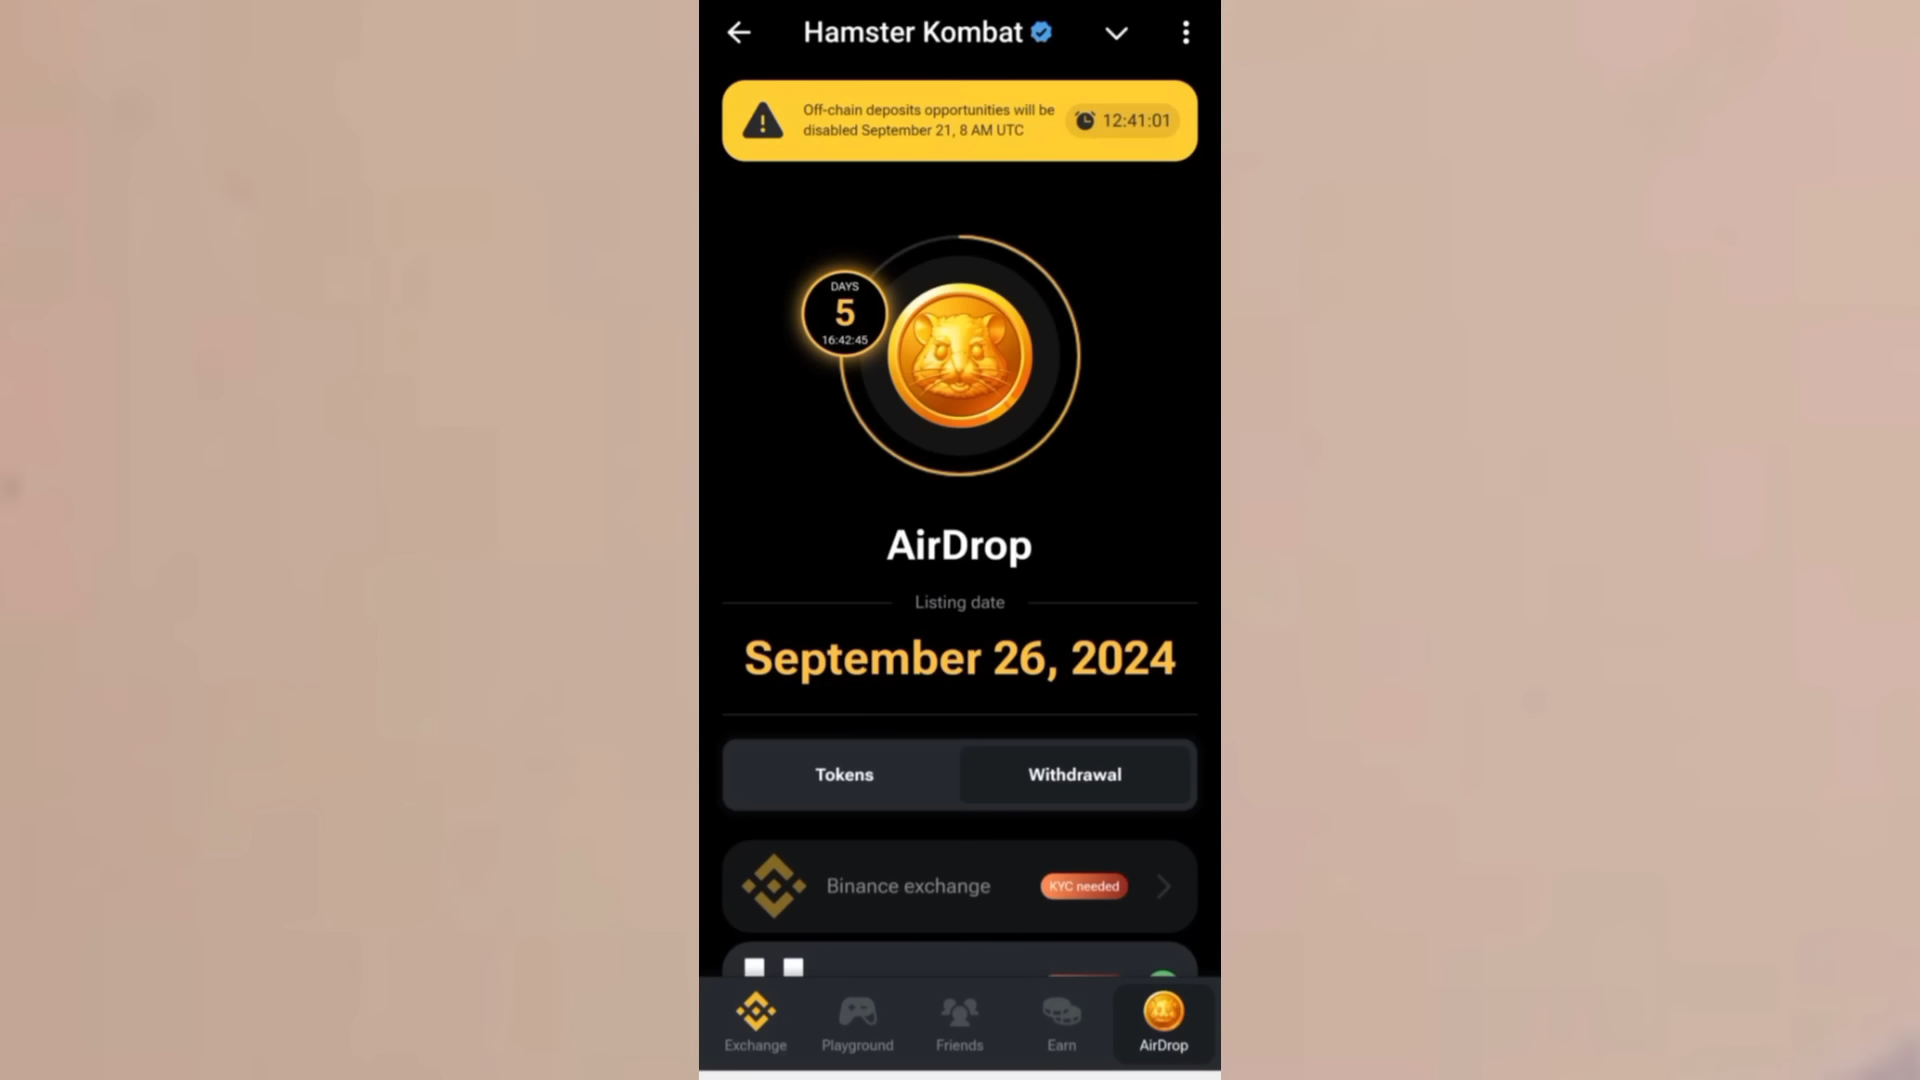 Hamster Kombat
Off-chain deposits opportunities will be
disabled September 21, 8 AM UTC
12:41:01
DAYS
5
16:42:45
AirDrop
Listing date
September 26, 2024
Tokens
Withdrawal
Binance exchange
KYC needed
Exchange
Playground
Friends
Earn
AirDrop